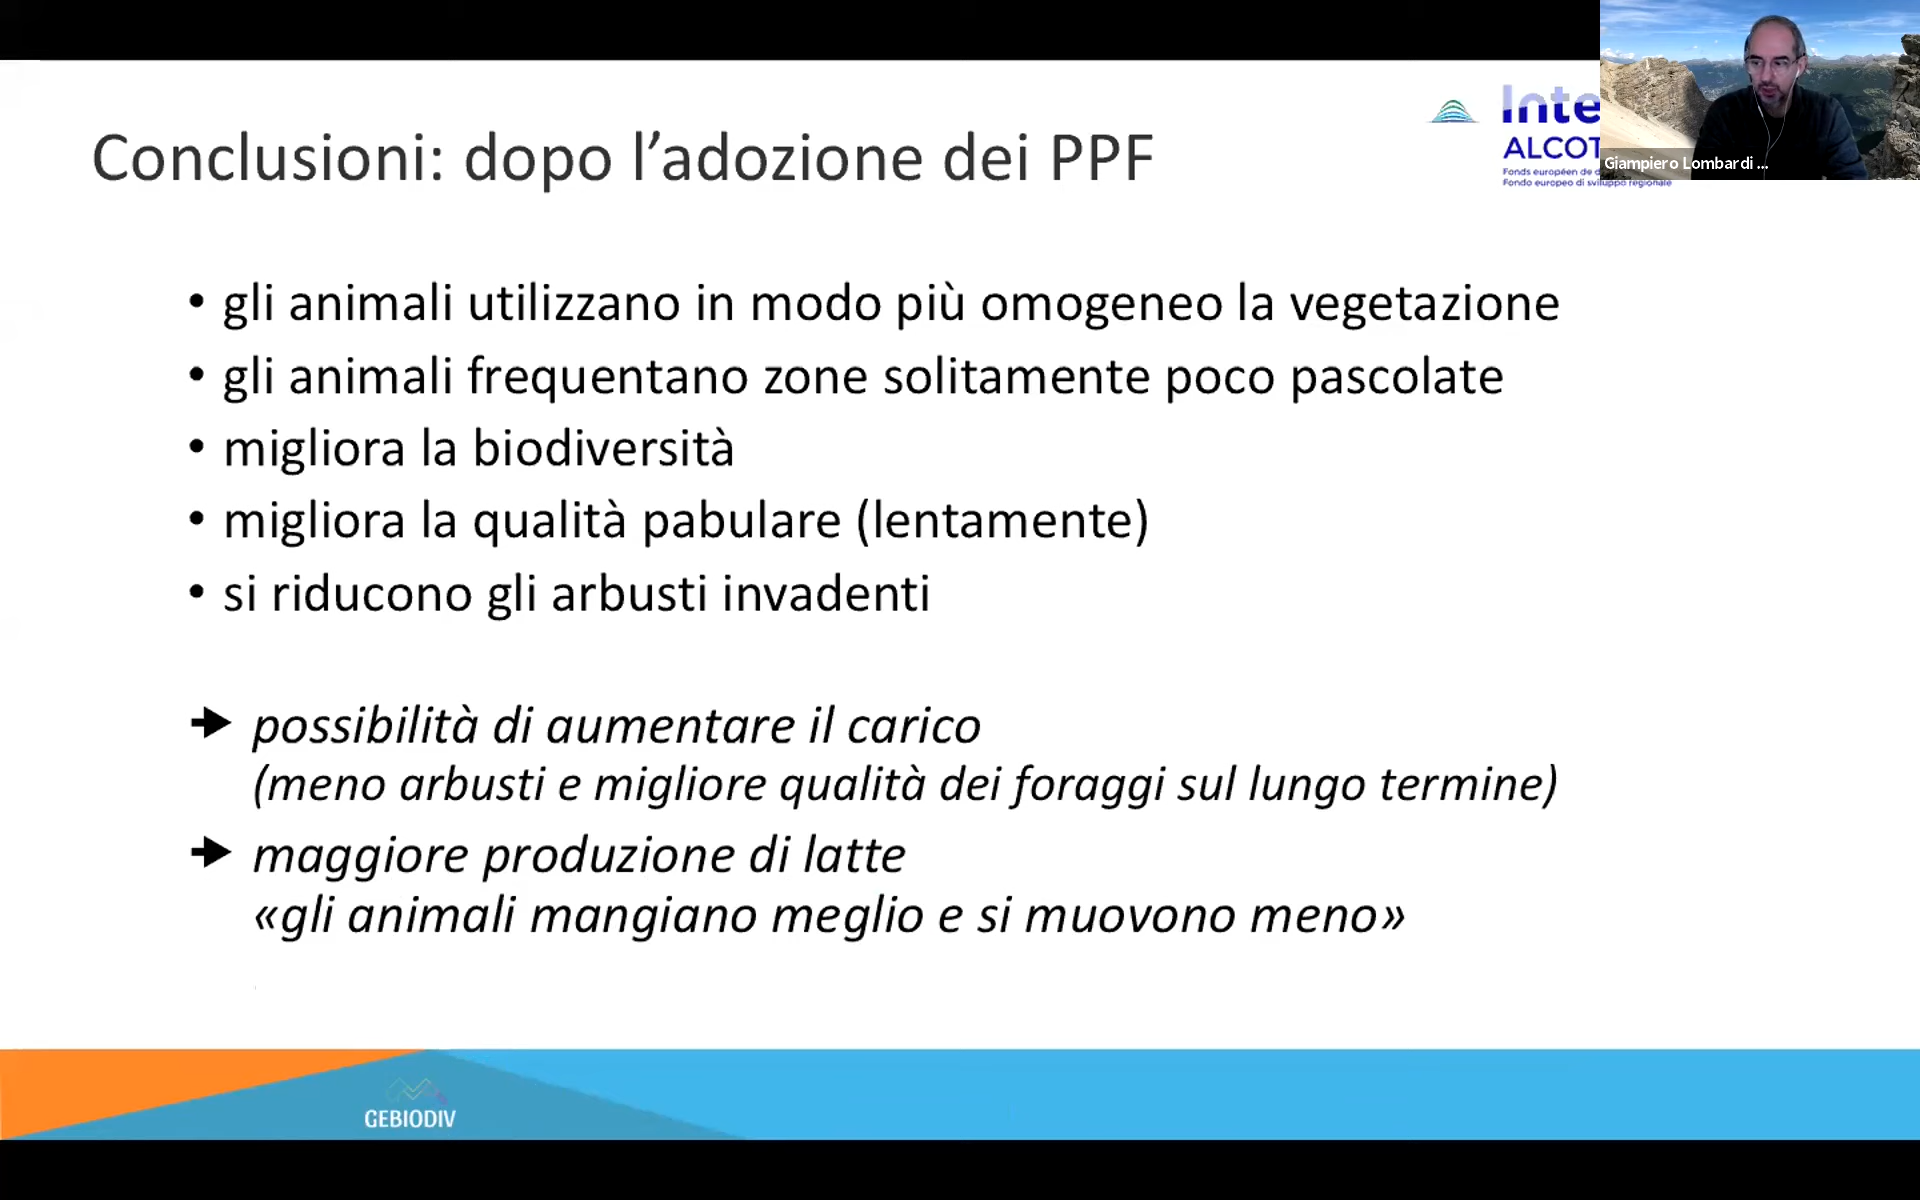 Conclusioni: dopo l’adozione dei PPF
Inte
ALCOT
Fonds européen de d
Fondo europeo di sviluppo regionale
Giampiero Lombardi ...
• gli animali utilizzano in modo più omogeneo la vegetazione
• gli animali frequentano zone solitamente poco pascolate
• migliora la biodiversità
• migliora la qualità pabulare (lentamente)
• si riducono gli arbusti invadenti
possibilità di aumentare il carico
(meno arbusti e migliore qualità dei foraggi sul lungo termine)
maggiore produzione di latte
«gli animali mangiano meglio e si muovono meno»
GEBIODIV